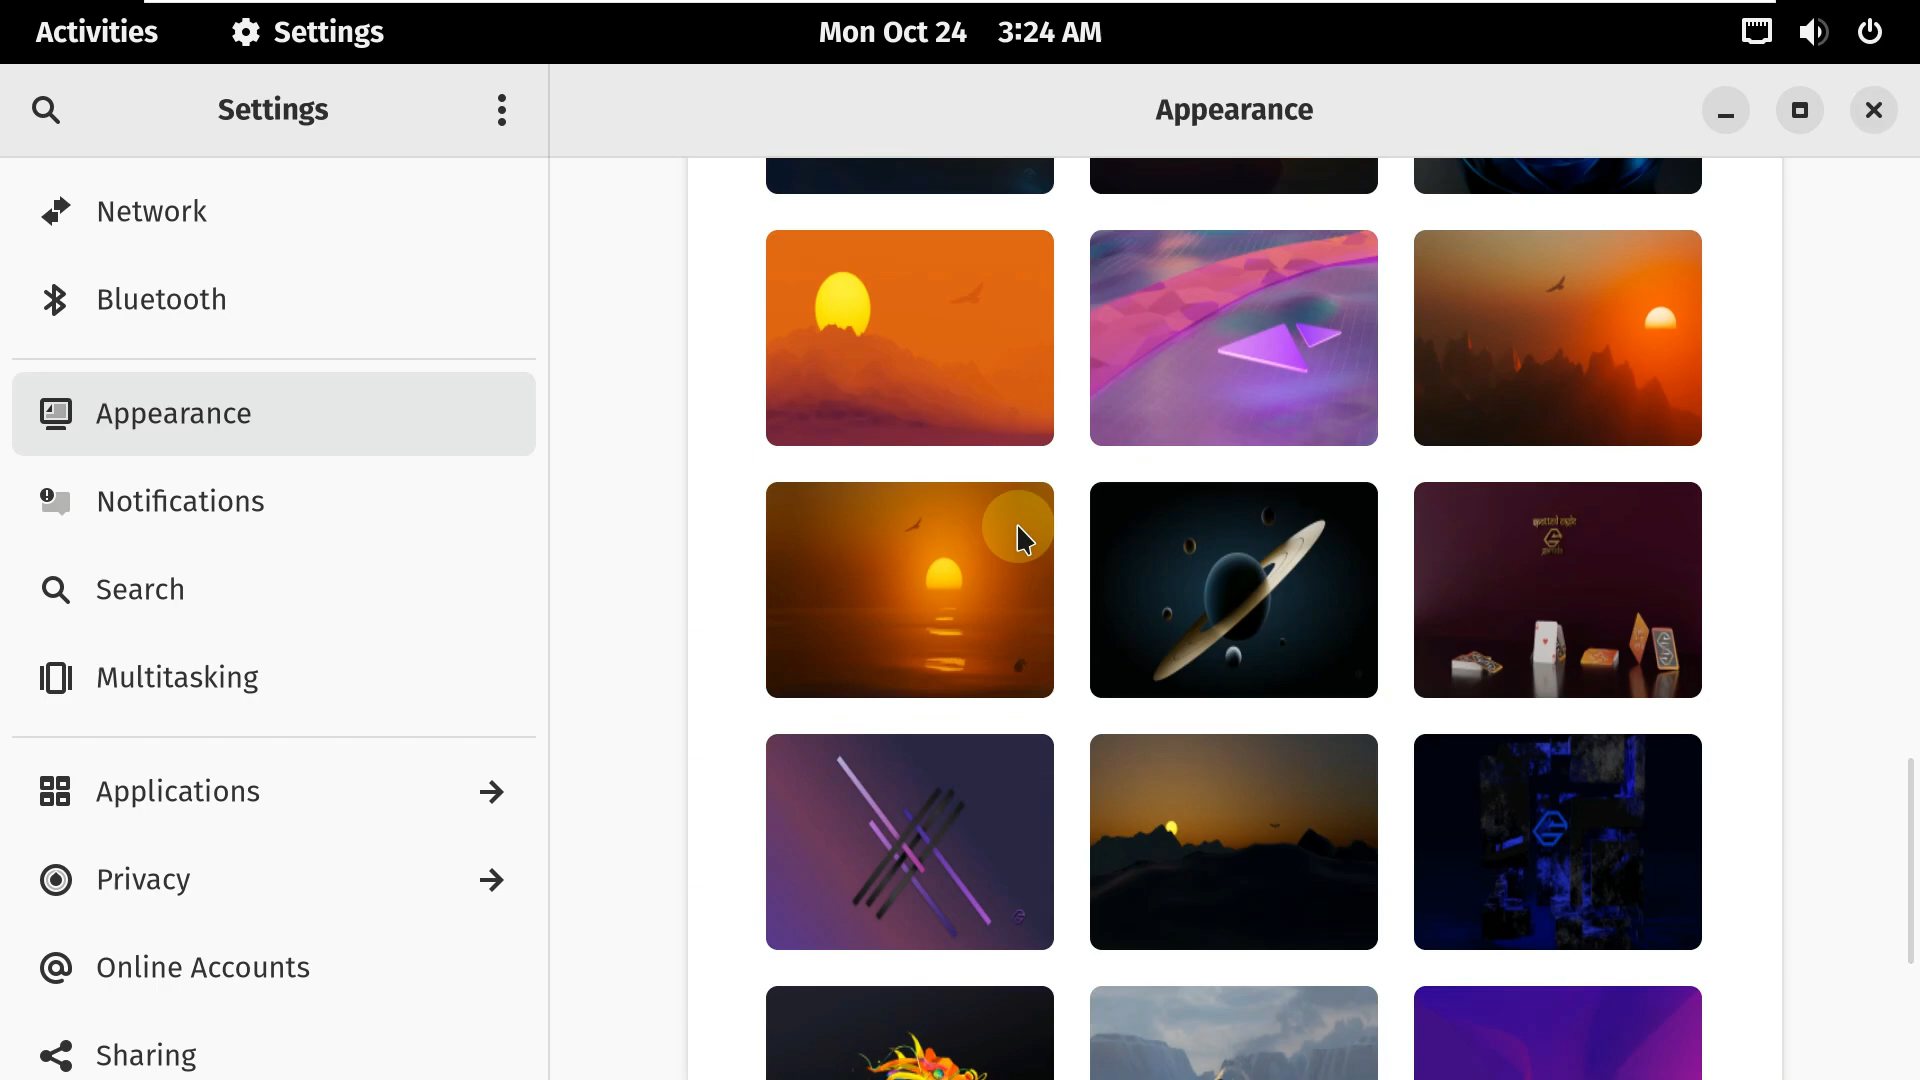 Activities
Settings
Mon Oct 24 3:24 AM
Settings
Appearance
Network
Bluetooth
Appearance
Notifications
Search
Multitasking
Applications
Privacy
Online Accounts
Sharing